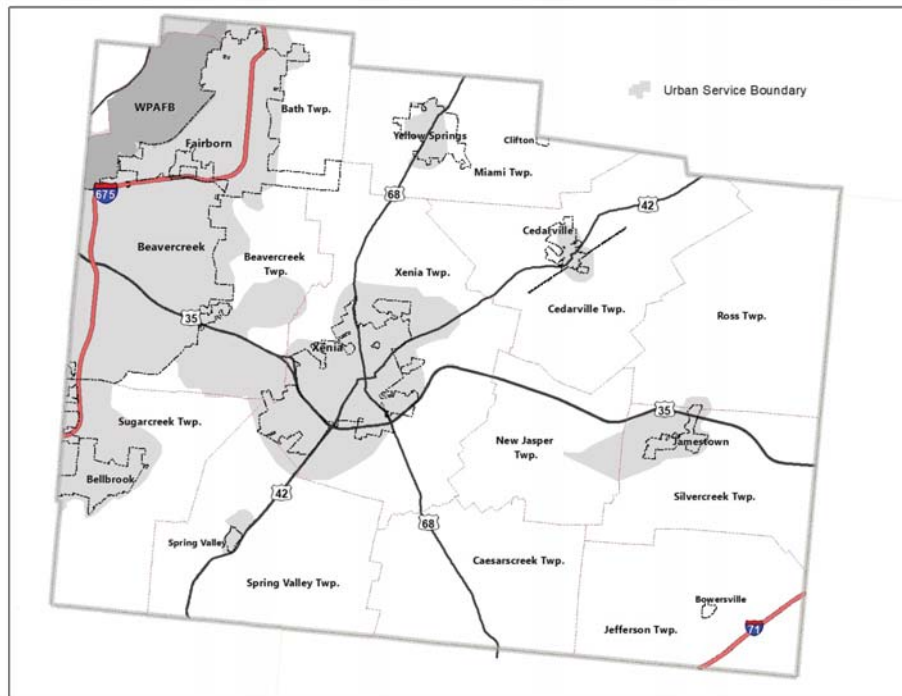 Urban Service Boundary
WPAFB
Bath Twp.
Fairborn
Yellow Springs
Clifton
Miami Twp.
675
68
42
Beavercreek
Beavercreek
Twp.
Cedarville
Xenia Twp.
Cedarville Twp.
Ross Twp.
35
Xenia
35
Sugarcreek Twp.
New Jasper
Twp.
Jamestown
Bellbrook
Silvercreek Twp.
42
68
Spring Valley
Spring Valley Twp.
Caesarscreek Twp.
Bowersville
Jefferson Twp.
71